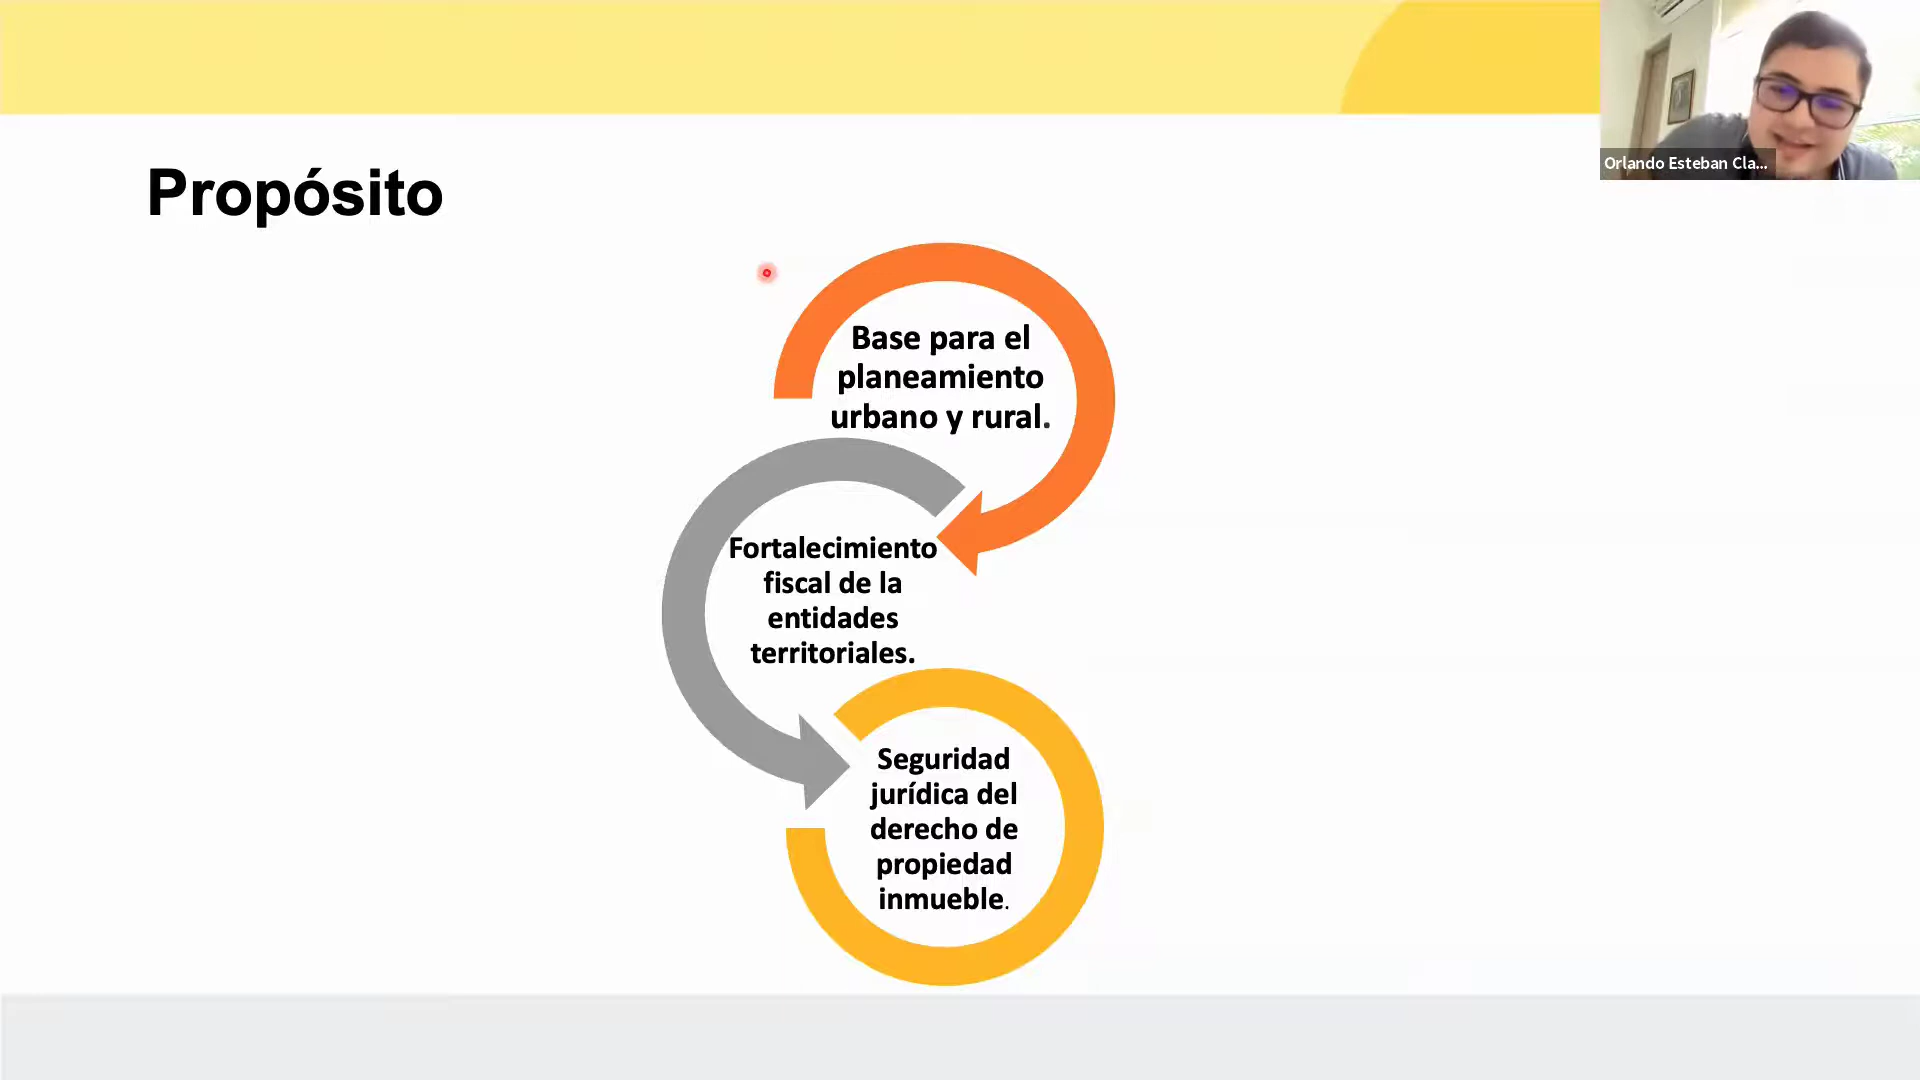 Orlando Esteban Cla...
Propósito
Base para el
planeamiento
urbano y rural.
Fortalecimiento
fiscal de la
entidades
territoriales.
Seguridad
jurídica del
derecho de
propiedad
inmueble.